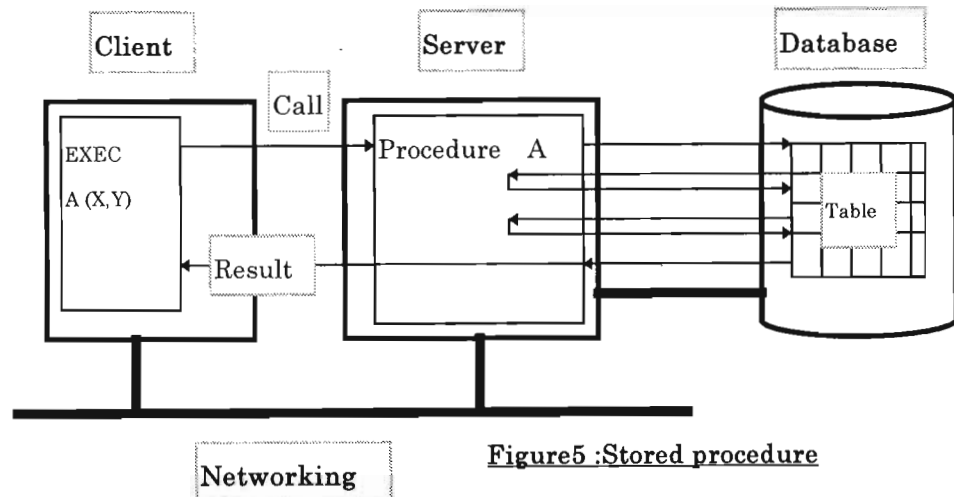 Client
Server
Database
Call
EXEC
A (X,Y)
Procedure A
Table
Result
Figure5 :Stored procedure
Networking